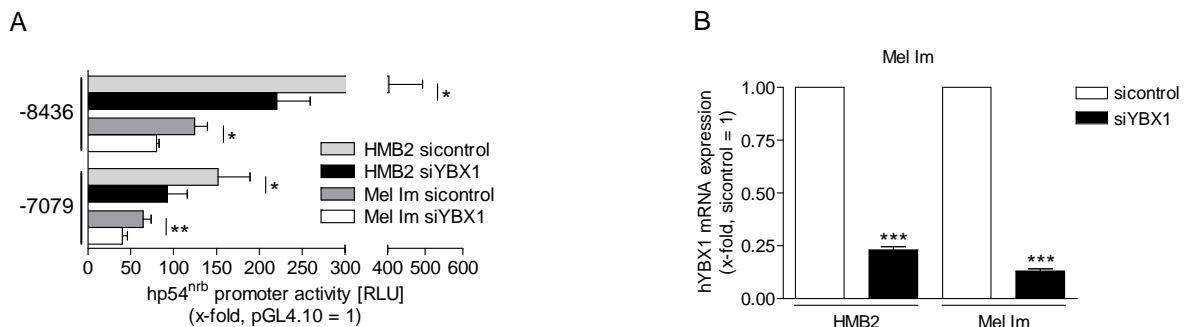 A
-8436
*
*
-7079
*
**
HMB2 sicontrol
HMB2 siYBX1
Mel Im sicontrol
Mel Im siYBX1
0 50 100 150 200 250 300 400 500 600
hp54nrb promoter activity [RLU]
(x-fold, pGL4.10 = 1)
B
Mel Im
sicontrol
siYBX1
hYBX1 mRNA expression
(x-fold, sicontrol = 1)
1.00
0.75
0.50
0.25
0.00
***
***
HMB2 Mel Im